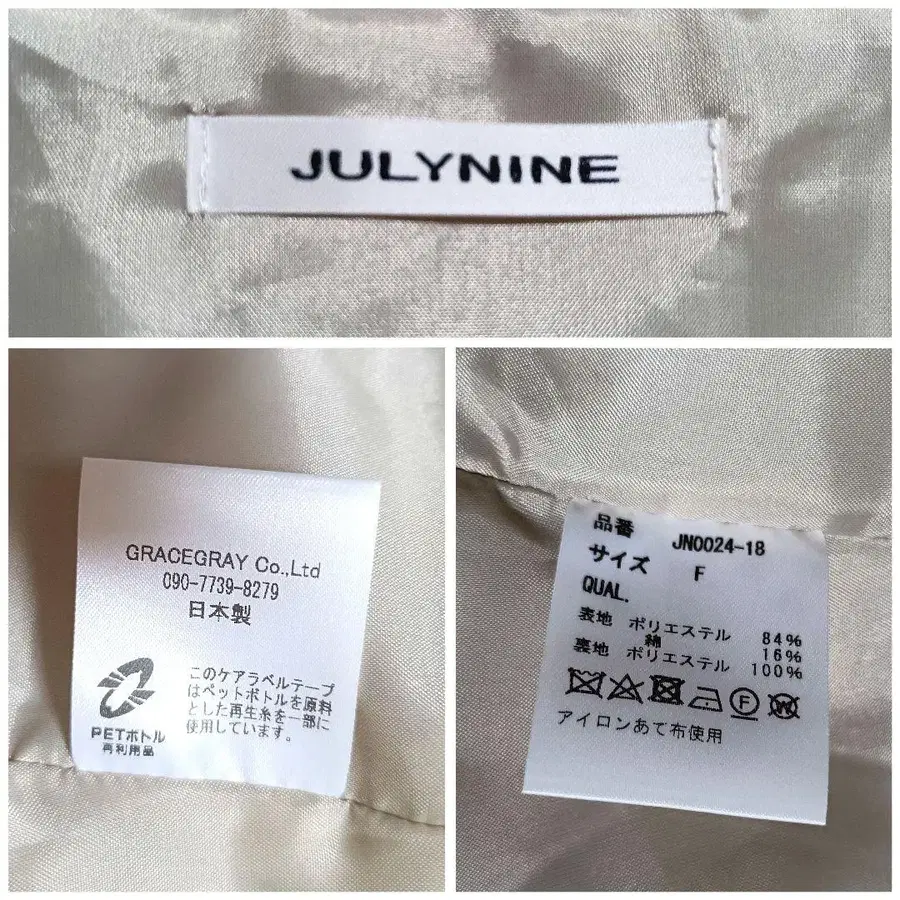 JULYNINE
GRACEGRAY Co.,Ltd
090-7739-8279
日本製
このケアラベルテープ
はペットボトルを原料
とした再生糸を一部に
使用しています。
PETボトル
再利用品
品番 JN0024-18
サイズ F
QUAL.
表地 ポリエステル 84%
綿 16%
裏地 ポリエステル 100%
F
W
アイロンあて布使用